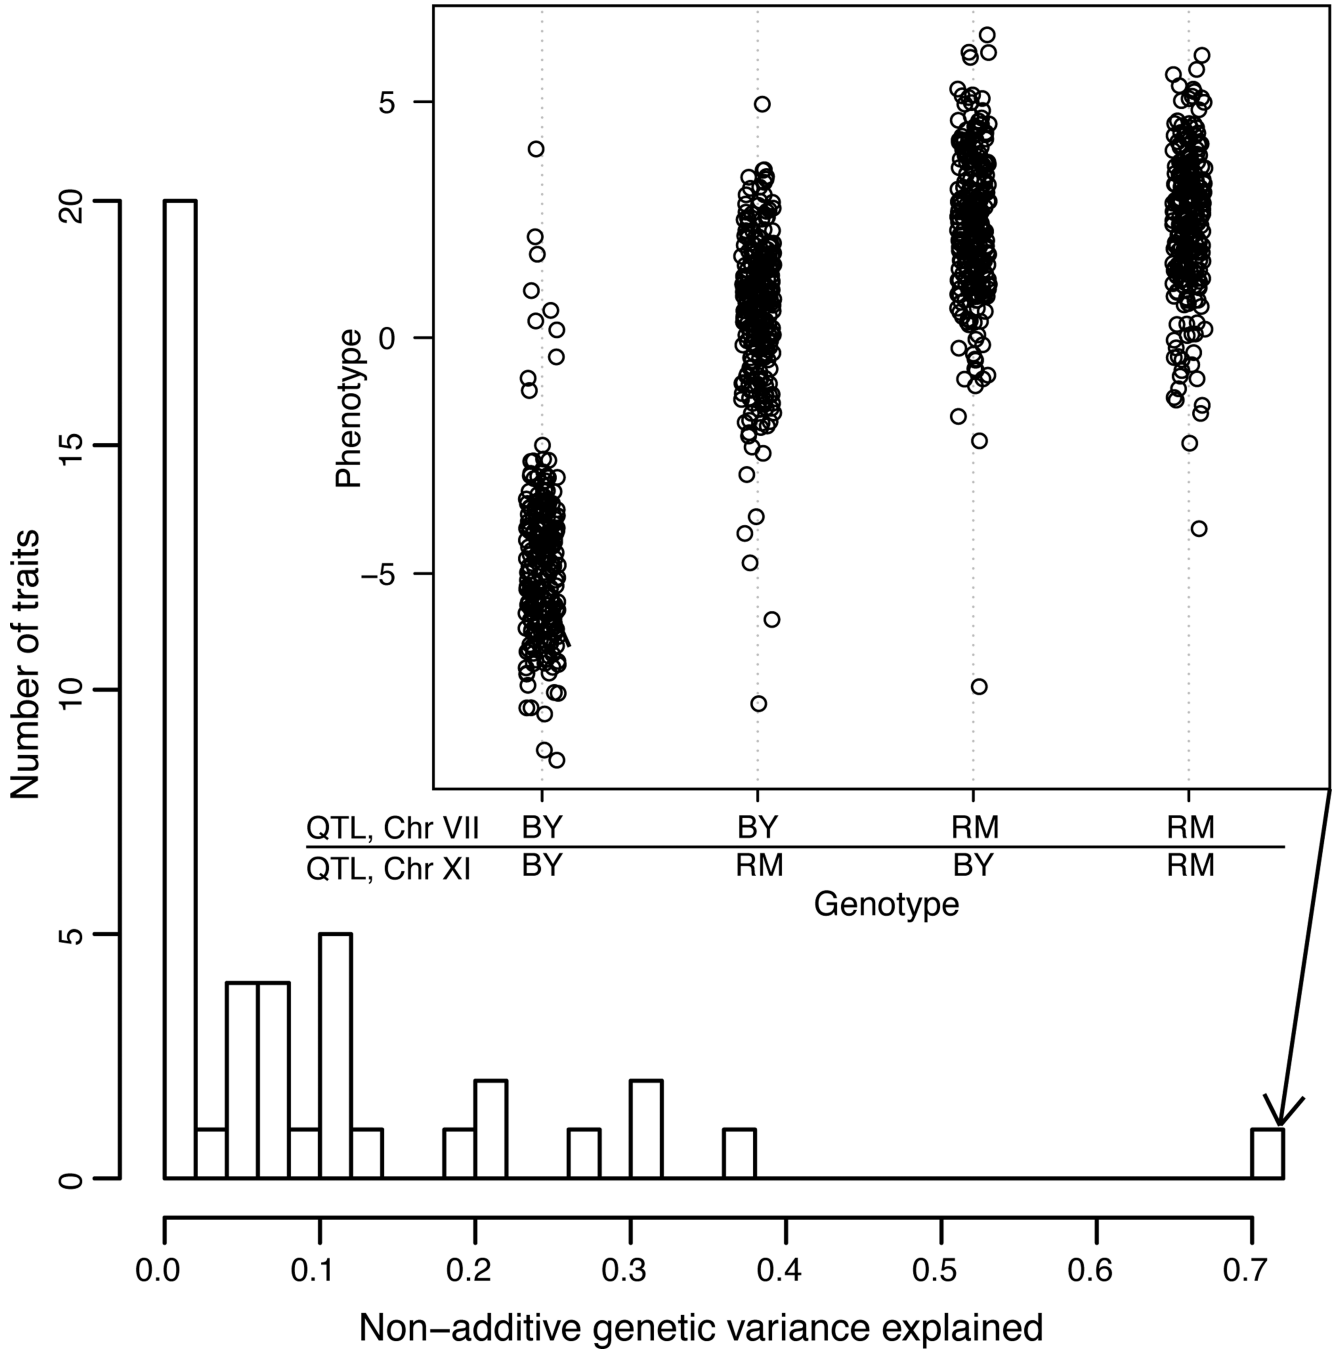 5
0
−5
Phenotype
QTL, Chr VII BY BY RM RM
QTL, Chr XI BY RM BY RM
Genotype
20
15
10
5
0
Number of traits
0.0 0.1 0.2 0.3 0.4 0.5 0.6 0.7
Non−additive genetic variance explained